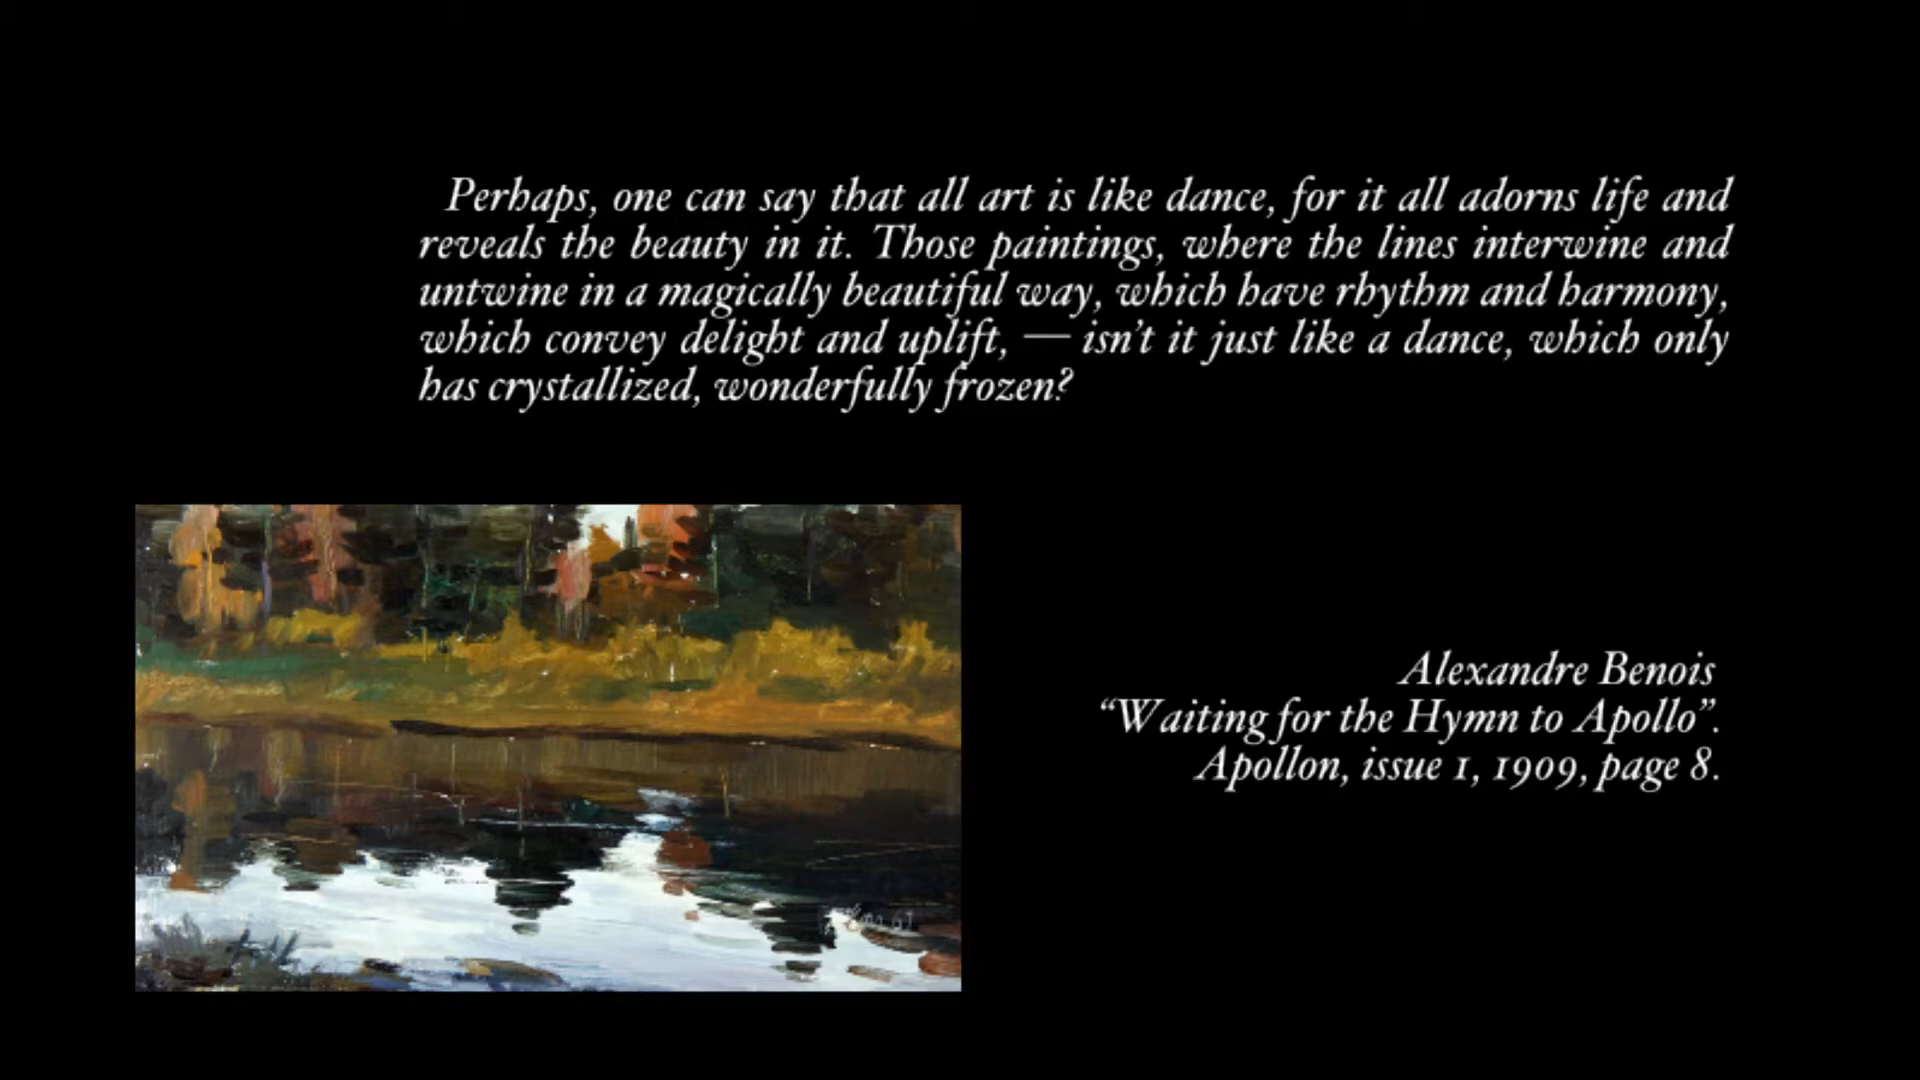 Perhaps, one can say that all art is like dance, for it all adorns life and
reveals the beauty in it. Those paintings, where the lines interwine and
untwine in a magically beautiful way, which have rhythm and harmony,
which convey delight and uplift, — isn’t it just like a dance, which only
has crystallized, wonderfully frozen?
Alexandre Benois
“Waiting for the Hymn to Apollo”.
Apollon, issue 1, 1909, page 8.